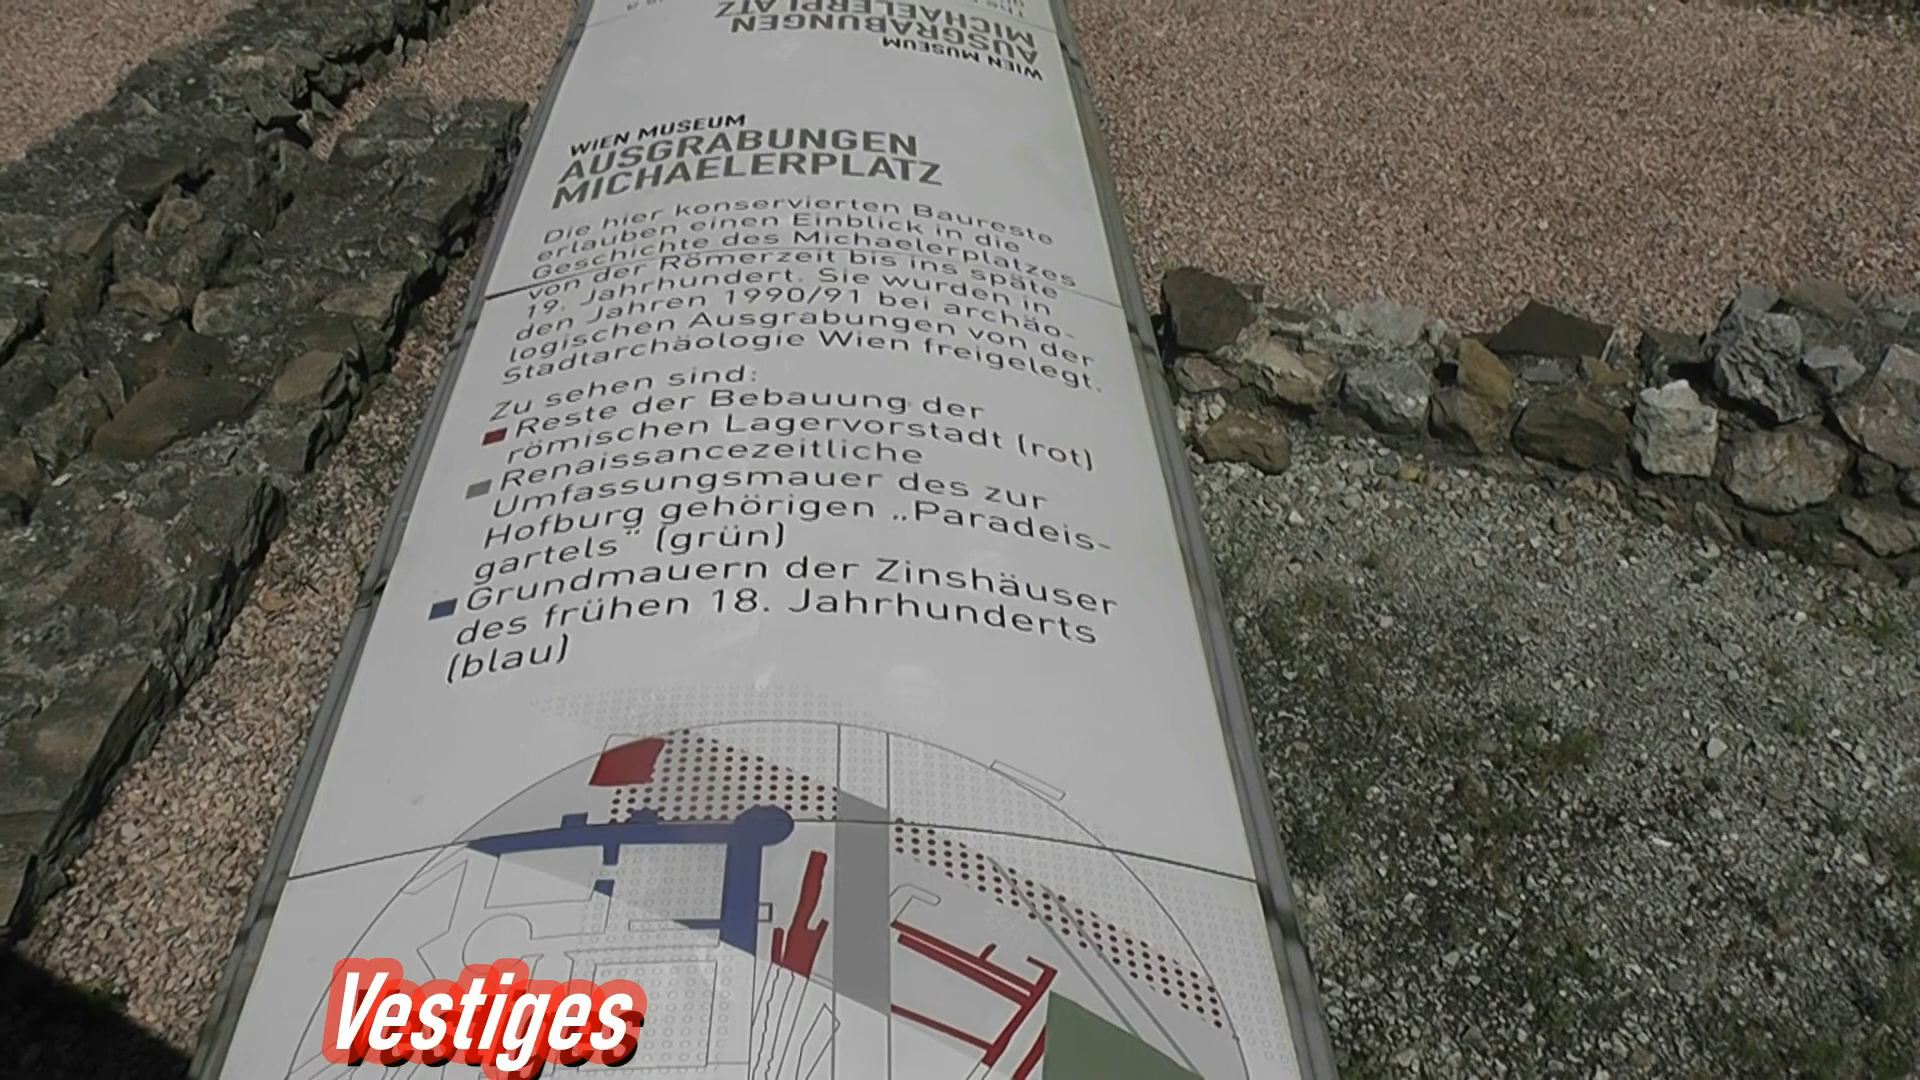 WIEN MUSEUM
AUSGRABUNGEN
MICHAELERPLATZ
WIEN MUSEUM
AUSGRABUNGEN
MICHAELERPLATZ
Die hier konservierten Baureste
erlauben einen Einblick in die
Geschichte des Michaelerplatzes
von der Römerzeit bis ins späte
19. Jahrhundert. Sie wurden in
den Jahren 1990/91 bei archäo-
logischen Ausgrabungen von der
Stadtarchäologie Wien freigelegt.
Zu sehen sind:
Reste der Bebauung der
römischen Lagervorstadt (rot)
Renaissancezeitliche
Umfassungsmauer des zur
Hofburg gehörigen „Paradeis-
gartels" (grün)
Grundmauern der Zinshäuser
des frühen 18. Jahrhunderts
(blau)
Vestiges